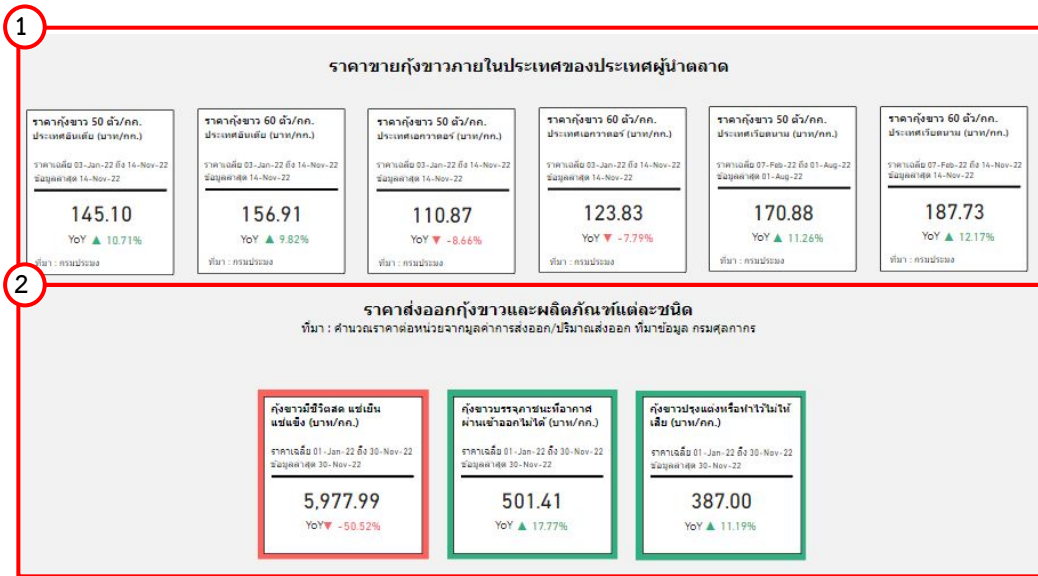 1
ราคาขายกุ้งขาวภายในประเทศของประเทศผู้นำตลาด
ราคากุ้งขาว 50 ตัว/กก.
ประเทศอินเดีย (บาท/กก.)
ราคาเฉลี่ย 03-Jan-22 ถึง 14-Nov-22
ข้อมูลล่าสุด 14-Nov-22
145.10
YoY ▲ 10.71%
ที่มา : กรมประมง
ราคากุ้งขาว 60 ตัว/กก.
ประเทศอินเดีย (บาท/กก.)
ราคาเฉลี่ย 03-Jan-22 ถึง 14-Nov-22
ข้อมูลล่าสุด 14-Nov-22
156.91
YoY ▲ 9.82%
ที่มา : กรมประมง
ราคากุ้งขาว 50 ตัว/กก.
ประเทศเอกวาดอร์ (บาท/กก.)
ราคาเฉลี่ย 03-Jan-22 ถึง 14-Nov-22
ข้อมูลล่าสุด 14-Nov-22
110.87
YoY ▼ -8.66%
ที่มา : กรมประมง
ราคากุ้งขาว 60 ตัว/กก.
ประเทศเอกวาดอร์ (บาท/กก.)
ราคาเฉลี่ย 03-Jan-22 ถึง 14-Nov-22
ข้อมูลล่าสุด 14-Nov-22
123.83
YoY ▼ -7.79%
ที่มา : กรมประมง
ราคากุ้งขาว 50 ตัว/กก.
ประเทศเวียดนาม (บาท/กก.)
ราคาเฉลี่ย 07-Feb-22 ถึง 01-Aug-22
ข้อมูลล่าสุด 01-Aug-22
170.88
YoY ▲ 11.26%
ที่มา : กรมประมง
ราคากุ้งขาว 60 ตัว/กก.
ประเทศเวียดนาม (บาท/กก.)
ราคาเฉลี่ย 07-Feb-22 ถึง 14-Nov-22
ข้อมูลล่าสุด 14-Nov-22
187.73
YoY ▲ 12.17%
ที่มา : กรมประมง
2
ราคาส่งออกกุ้งขาวและผลิตภัณฑ์แต่ละชนิด
ที่มา : คำนวณราคาต่อหน่วยจากมูลค่าการส่งออก/ปริมาณส่งออก ที่มาข้อมูล กรมศุลกากร
กุ้งขาวมีชีวิตสด แช่เย็น
แช่แข็ง (บาท/กก.)
ราคาเฉลี่ย 01-Jan-22 ถึง 30-Nov-22
ข้อมูลล่าสุด 30-Nov-22
5,977.99
YoY▼ -50.52%
กุ้งขาวบรรจุภาชนะที่อากาศ
ผ่านเข้าออกไม่ได้ (บาท/กก.)
ราคาเฉลี่ย 01-Jan-22 ถึง 30-Nov-22
ข้อมูลล่าสุด 30-Nov-22
501.41
YoY ▲ 17.77%
กุ้งขาวปรุงแต่งหรือทำไว้ไม่ให้
เสีย (บาท/กก.)
ราคาเฉลี่ย 01-Jan-22 ถึง 30-Nov-22
ข้อมูลล่าสุด 30-Nov-22
387.00
YoY ▲ 11.19%